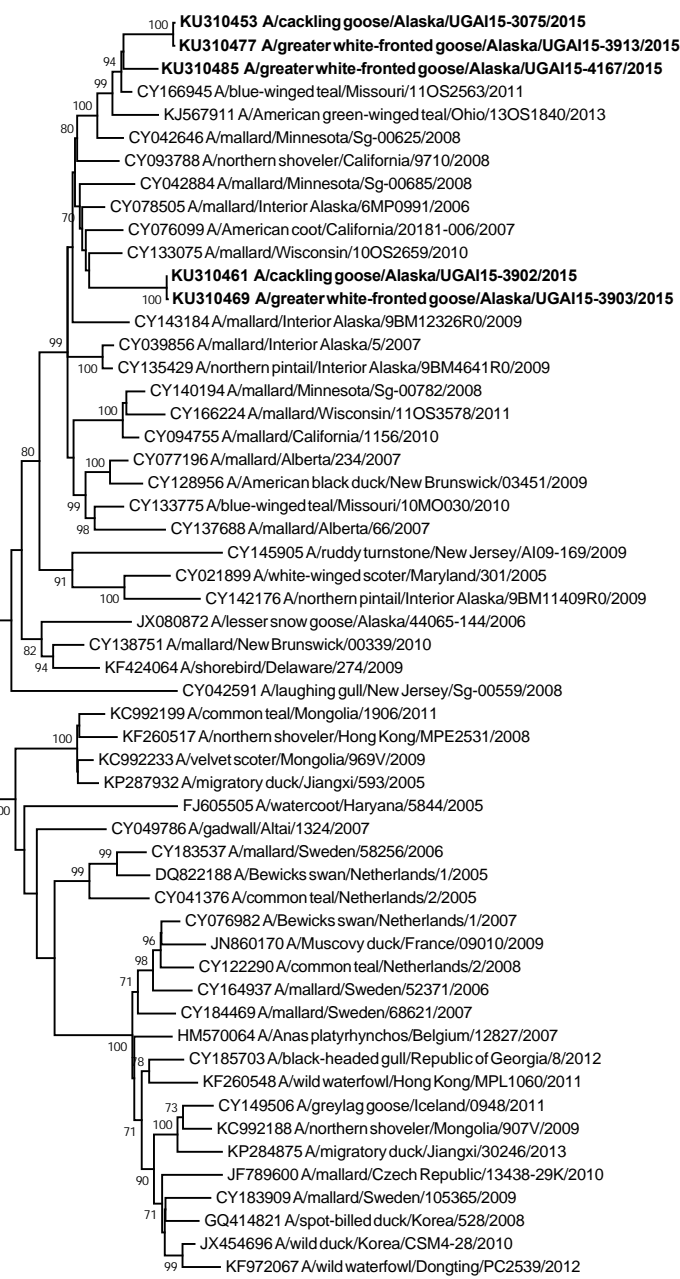 100
KU310453 A/cackling goose/Alaska/UGAI15-3075/2015
KU310477 A/greater white-fronted goose/Alaska/UGAI15-3913/2015
94
KU310485 A/greater white-fronted goose/Alaska/UGAI15-4167/2015
99
CY166945 A/blue-winged teal/Missouri/11OS2563/2011
100
KJ567911 A/American green-winged teal/Ohio/13OS1840/2013
80
CY042646 A/mallard/Minnesota/Sg-00625/2008
CY093788 A/northern shoveler/California/9710/2008
CY042884 A/mallard/Minnesota/Sg-00685/2008
70
CY078505 A/mallard/Interior Alaska/6MP0991/2006
CY076099 A/American coot/California/20181-006/2007
CY133075 A/mallard/Wisconsin/10OS2659/2010
KU310461 A/cackling goose/Alaska/UGAI15-3902/2015
100
KU310469 A/greater white-fronted goose/Alaska/UGAI15-3903/2015
CY143184 A/mallard/Interior Alaska/9BM12326R0/2009
99
CY039856 A/mallard/Interior Alaska/5/2007
100
CY135429 A/northern pintail/Interior Alaska/9BM4641R0/2009
CY140194 A/mallard/Minnesota/Sg-00782/2008
100
CY166224 A/mallard/Wisconsin/11OS3578/2011
CY094755 A/mallard/California/1156/2010
80
100
CY077196 A/mallard/Alberta/234/2007
CY128956 A/American black duck/New Brunswick/03451/2009
99
CY133775 A/blue-winged teal/Missouri/10MO030/2010
98
CY137688 A/mallard/Alberta/66/2007
CY145905 A/ruddy turnstone/New Jersey/AI09-169/2009
91
CY021899 A/white-winged scoter/Maryland/301/2005
100
CY142176 A/northern pintail/Interior Alaska/9BM11409R0/2009
JX080872 A/lesser snow goose/Alaska/44065-144/2006
82
CY138751 A/mallard/New Brunswick/00339/2010
94
KF424064 A/shorebird/Delaware/274/2009
CY042591 A/laughing gull/New Jersey/Sg-00559/2008
KC992199 A/common teal/Mongolia/1906/2011
100
KF260517 A/northern shoveler/Hong Kong/MPE2531/2008
KC992233 A/velvet scoter/Mongolia/969V/2009
KP287932 A/migratory duck/Jiangxi/593/2005
00
FJ605505 A/watercoot/Haryana/5844/2005
CY049786 A/gadwall/Altai/1324/2007
99
CY183537 A/mallard/Sweden/58256/2006
99
DQ822188 A/Bewicks swan/Netherlands/1/2005
CY041376 A/common teal/Netherlands/2/2005
CY076982 A/Bewicks swan/Netherlands/1/2007
96
JN860170 A/Muscovy duck/France/09010/2009
98
CY122290 A/common teal/Netherlands/2/2008
71
CY164937 A/mallard/Sweden/52371/2006
CY184469 A/mallard/Sweden/68621/2007
HM570064 A/Anas platyrhynchos/Belgium/12827/2007
100
78
CY185703 A/black-headed gull/Republic of Georgia/8/2012
KF260548 A/wild waterfowl/Hong Kong/MPL1060/2011
73
CY149506 A/greylag goose/Iceland/0948/2011
71
100
KC992188 A/northern shoveler/Mongolia/907V/2009
KP284875 A/migratory duck/Jiangxi/30246/2013
90
JF789600 A/mallard/Czech Republic/13438-29K/2010
CY183909 A/mallard/Sweden/105365/2009
71
GQ414821 A/spot-billed duck/Korea/528/2008
JX454696 A/wild duck/Korea/CSM4-28/2010
99
KF972067 A/wild waterfowl/Dongting/PC2539/2012